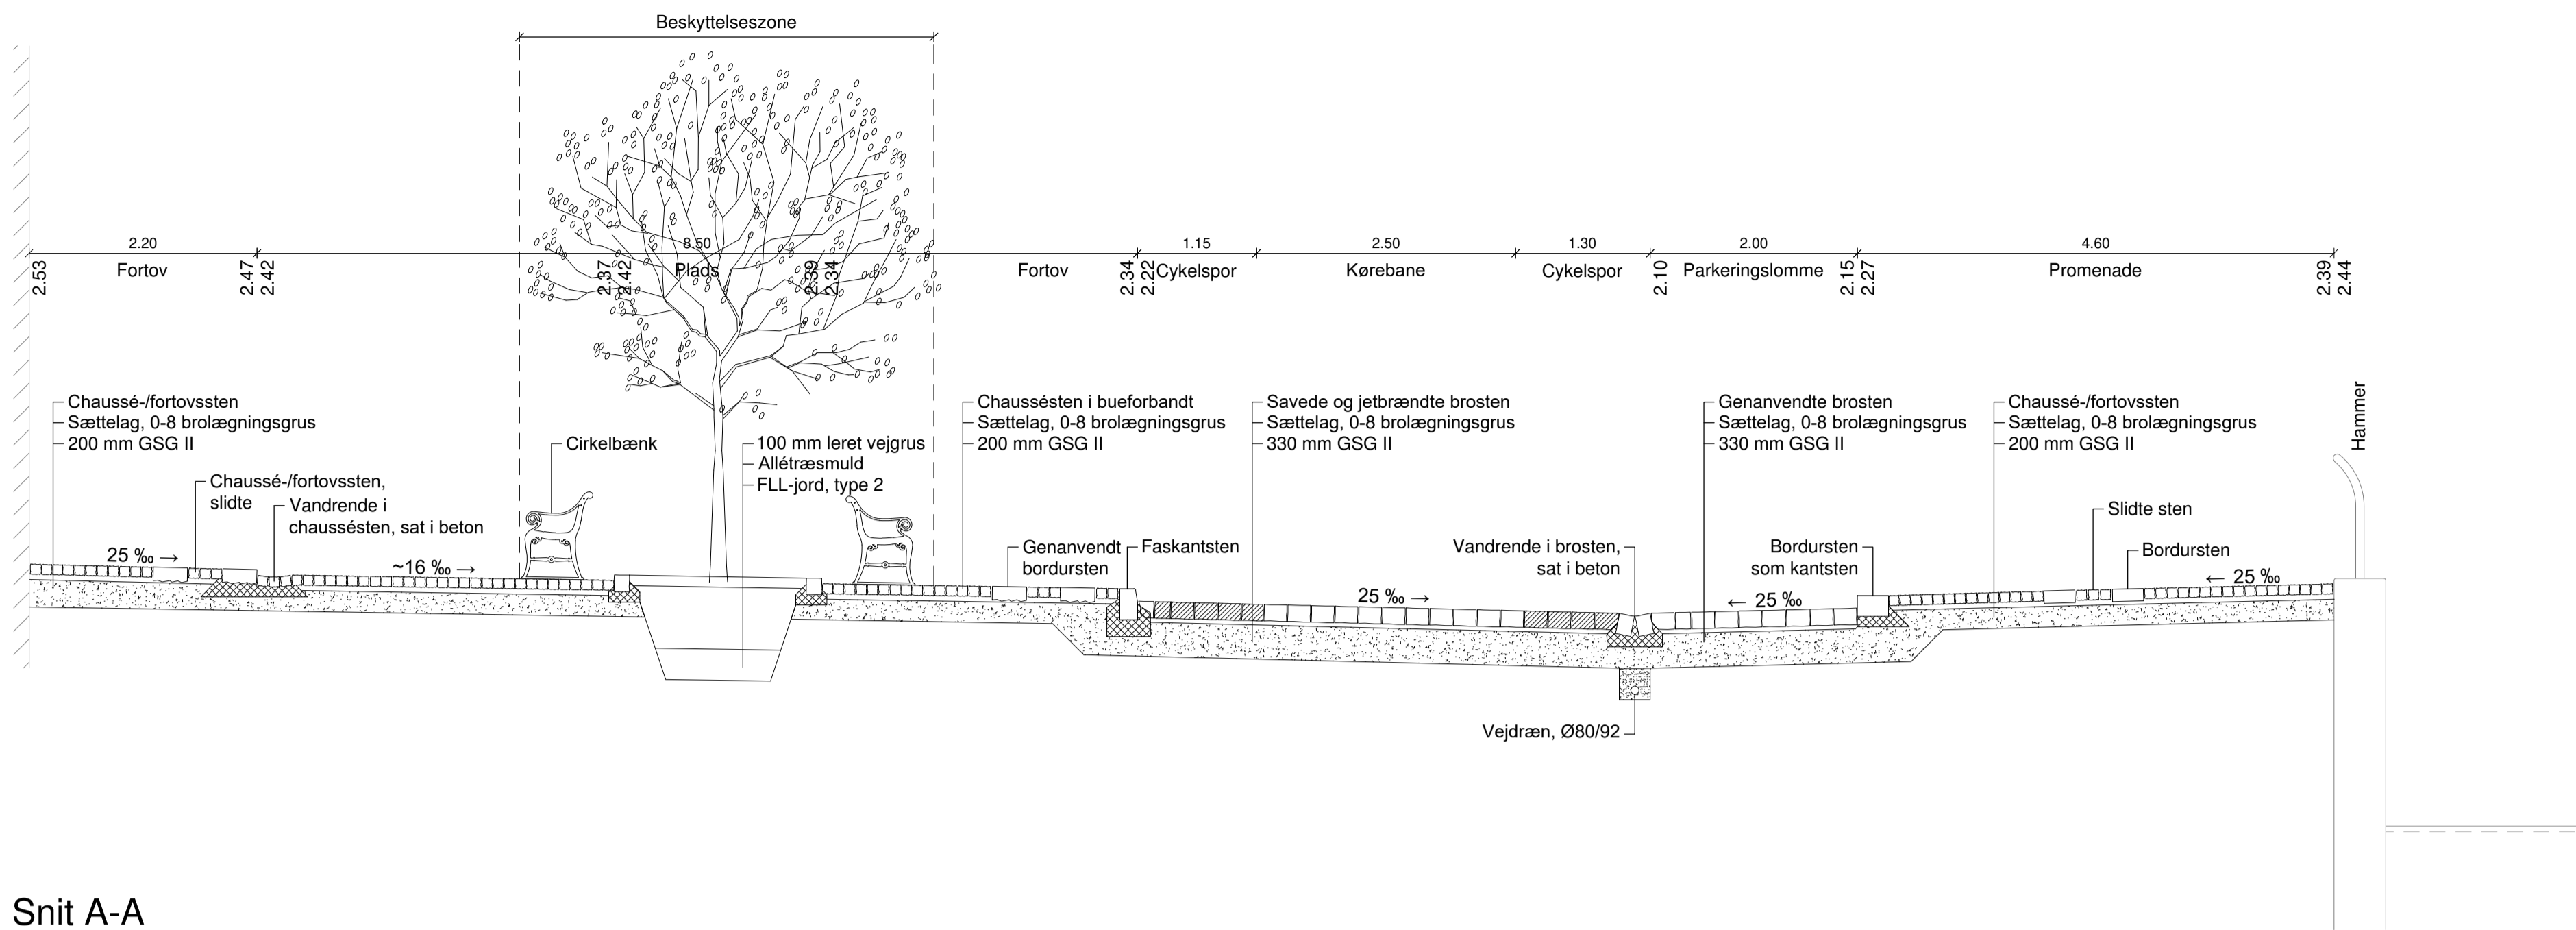 Beskyttelseszone
2.20
8.50
1.15
2.50
1.30
2.00
4.60
Fortov
Plads
Fortov
Cykelspor
Kørebane
Cykelspor
Parkeringslomme
Promenade
2.53
2.47
2.42
2.37
2.42
2.39
2.34
2.34
2.22
2.10
2.15
2.27
2.39
2.44
Chaussé-/fortovssten
Sættelag, 0-8 brolægningsgrus
200 mm GSG II
Chaussé-/fortovssten,
slidte
Vandrende i
chaussésten, sat i beton
Cirkelbænk
100 mm leret vejgrus
Allétræsmuld
FLL-jord, type 2
Chaussésten i bueforbandt
Sættelag, 0-8 brolægningsgrus
200 mm GSG II
Genanvendt
bordursten
Faskantsten
Savede og jetbrændte brosten
Sættelag, 0-8 brolægningsgrus
330 mm GSG II
Vandrende i brosten,
sat i beton
Genanvendte brosten
Sættelag, 0-8 brolægningsgrus
330 mm GSG II
Bordursten
som kantsten
Chaussé-/fortovssten
Sættelag, 0-8 brolægningsgrus
200 mm GSG II
Slidte sten
Bordursten
Hammer
25 ‰ →
~16 ‰ →
25 ‰ →
← 25 ‰
← 25 ‰
Vejdræn, Ø80/92
Snit A-A